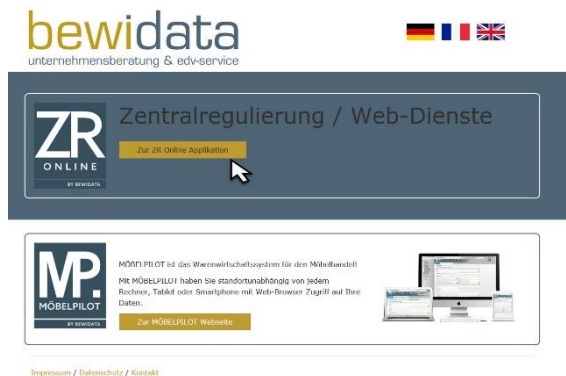 bewidata
unternehmensberatung & edv-service
ZR
ONLINE
BY BEWIDATA
Zentralregulierung / Web-Dienste
Zur ZR Online Applikation
MP.
MÖBELPILOT
BY BEWIDATA
MÖBELPILOT ist das Warenwirtschaftssystem für den Möbelhandel!
Mit MÖBELPILOT haben Sie standortunabhängig von jedem
Rechner, Tablet oder Smartphone mit Web-Browser Zugriff auf Ihre
Daten.
Zur MÖBELPILOT Webseite
Impressum / Datenschutz / Kontakt